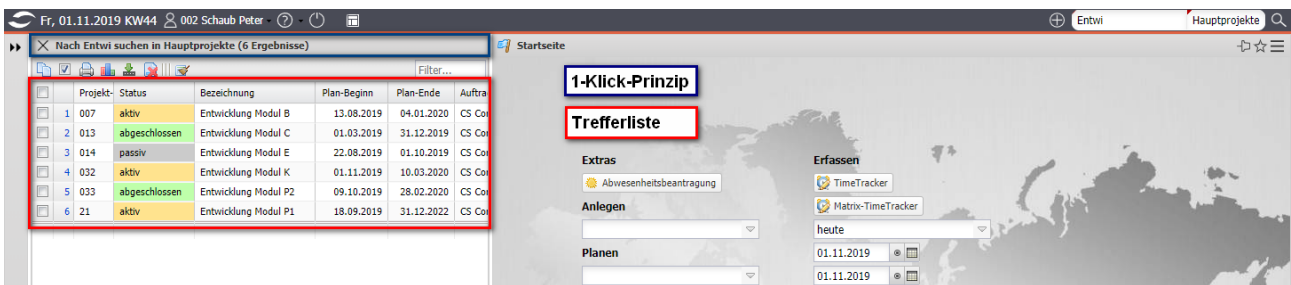 Fr, 01.11.2019 KW44 002 Schaub Peter
Entwi Hauptprojekte
Nach Entwi suchen in Hauptprojekte (6 Ergebnisse)
Startseite
Filter...
Projekt- Status Bezeichnung Plan-Beginn Plan-Ende Auftra
1 007 aktiv Entwicklung Modul B 13.08.2019 04.01.2020 CS Cor
2 013 abgeschlossen Entwicklung Modul C 01.03.2019 31.12.2019 CS Cor
3 014 passiv Entwicklung Modul E 22.08.2019 01.10.2019 CS Cor
4 032 aktiv Entwicklung Modul K 01.11.2019 10.03.2020 CS Cor
5 033 abgeschlossen Entwicklung Modul P2 09.10.2019 28.02.2020 CS Cor
6 21 aktiv Entwicklung Modul P1 18.09.2019 31.12.2022 CS Cor
1-Klick-Prinzip
Trefferliste
Extras
Abwesenheitsbeantragung
Anlegen
Planen
Erfassen
TimeTracker
Matrix-TimeTracker
heute
01.11.2019
01.11.2019